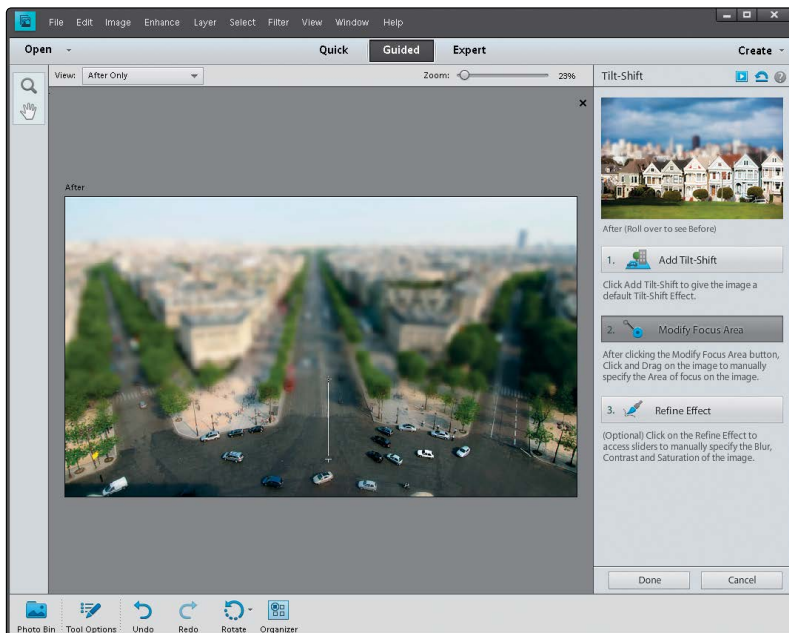 File Edit Image Enhance Layer Select Filter View Window Help
Open Quick Guided Expert Create
View: After Only Zoom: 23% Tilt-Shift
After
After (Roll over to see Before)
1. Add Tilt-Shift
Click Add Tilt-Shift to give the image a
default Tilt-Shift Effect.
2. Modify Focus Area
After clicking the Modify Focus Area button,
Click and Drag on the image to manually
specify the Area of focus on the image.
3. Refine Effect
(Optional) Click on the Refine Effect to
access sliders to manually specify the Blur,
Contrast and Saturation of the image.
Done Cancel
Photo Bin Tool Options Undo Redo Rotate Organizer